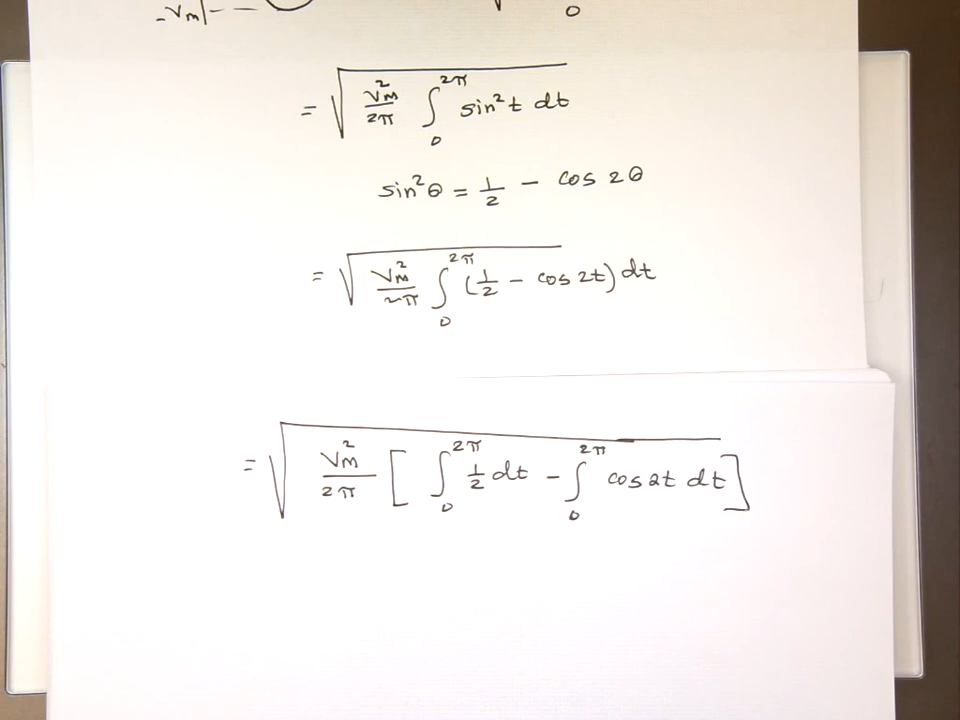 -Vm 0
= √( Vm²/2π ∫₀^2π sin²t dt
sin²θ = 1/2 - cos 2θ
= √( Vm²/2π ∫₀^2π (1/2 - cos 2t) dt
= √( Vm²/2π [ ∫₀^2π 1/2 dt - ∫₀^2π cos 2t dt ]